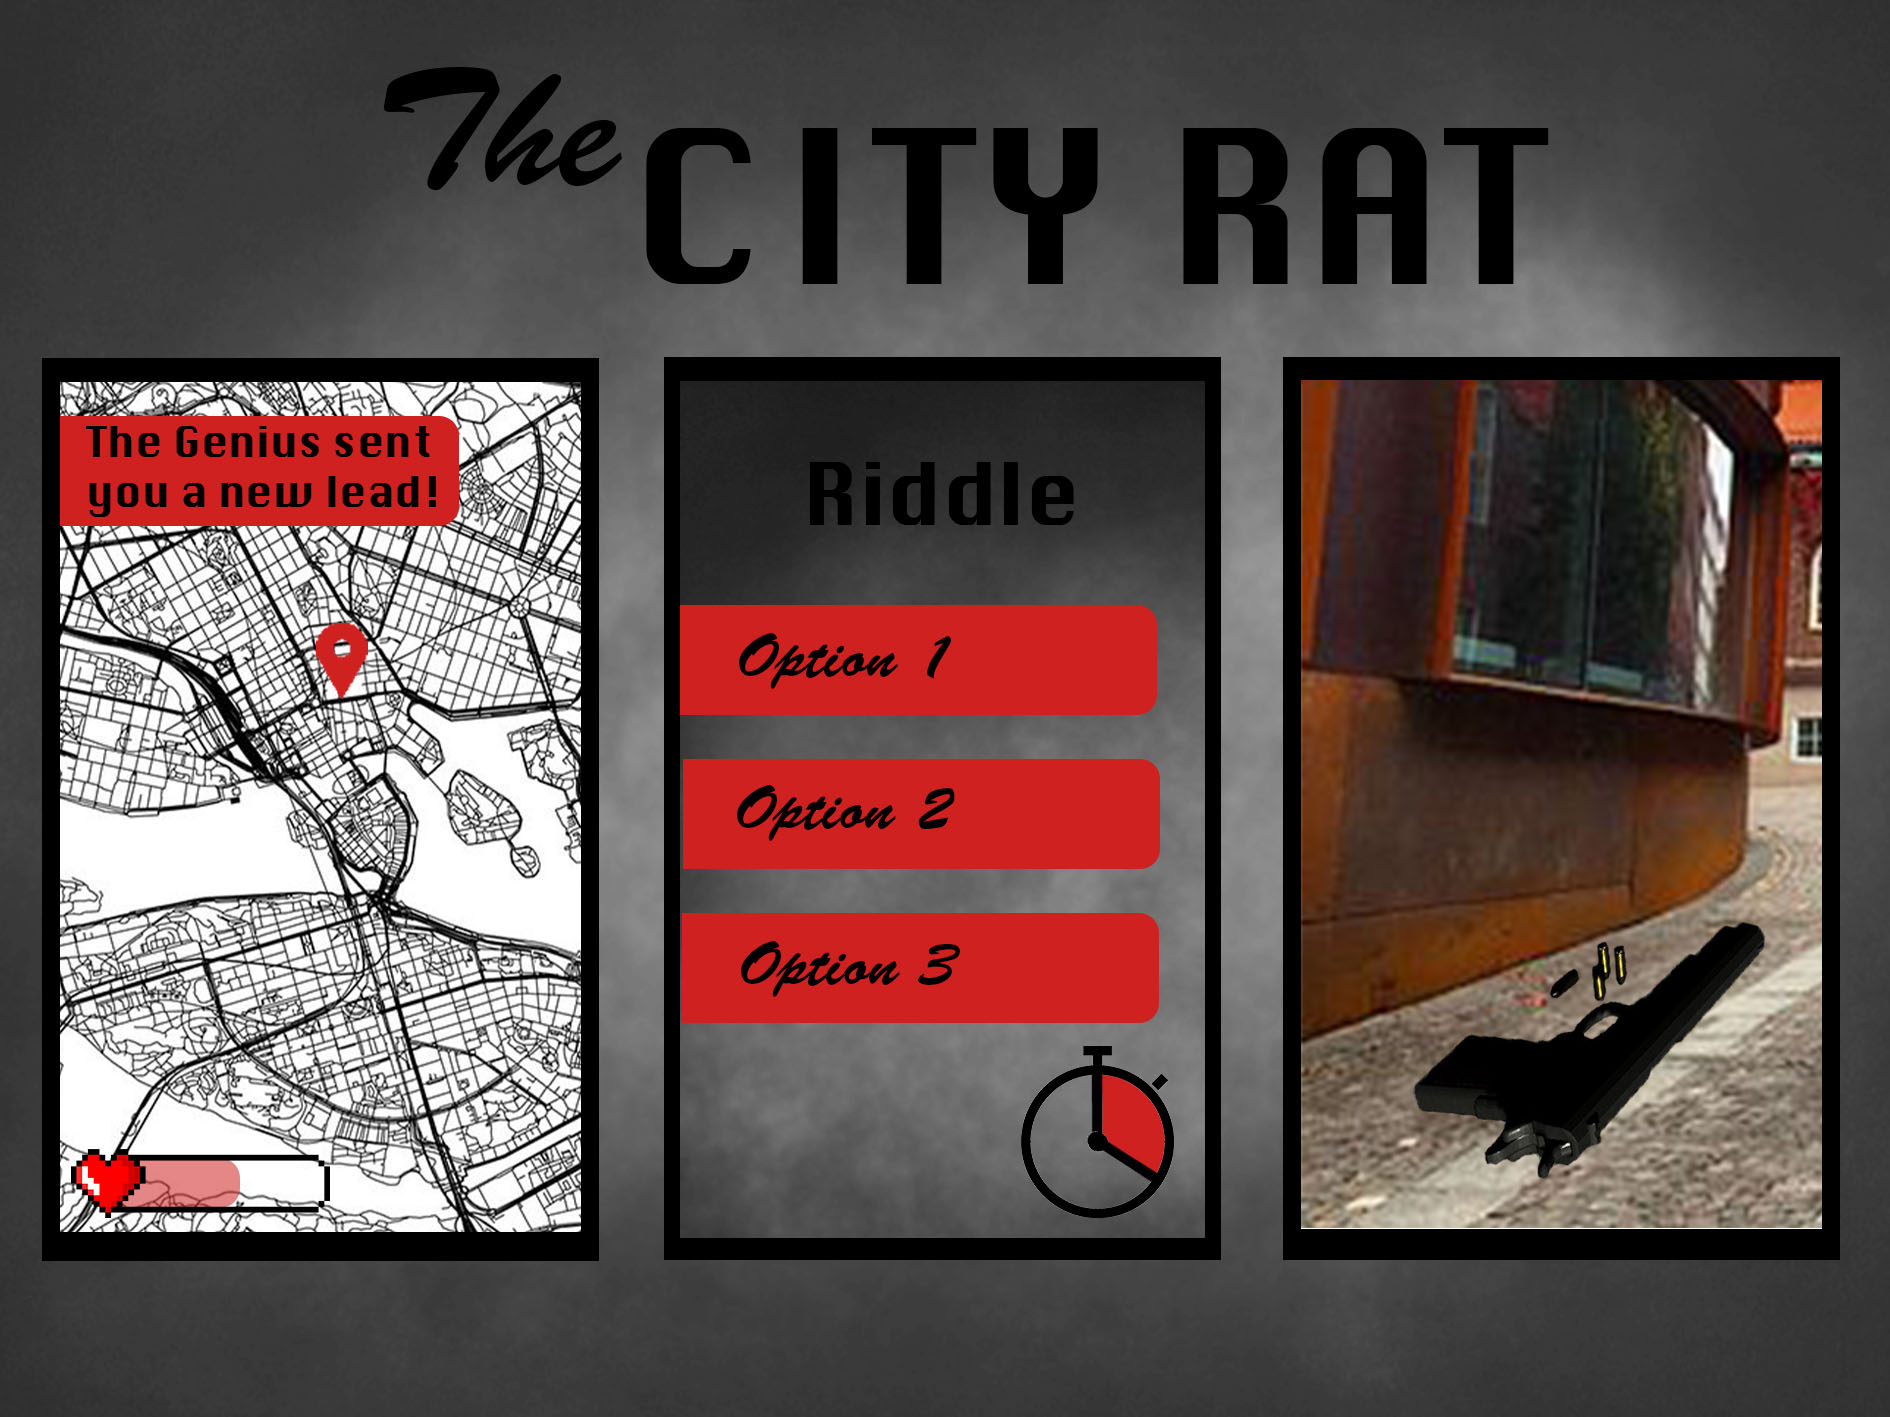 The CITY RAT
The Genius sent
you a new lead!
Riddle
Option 1
Option 2
Option 3